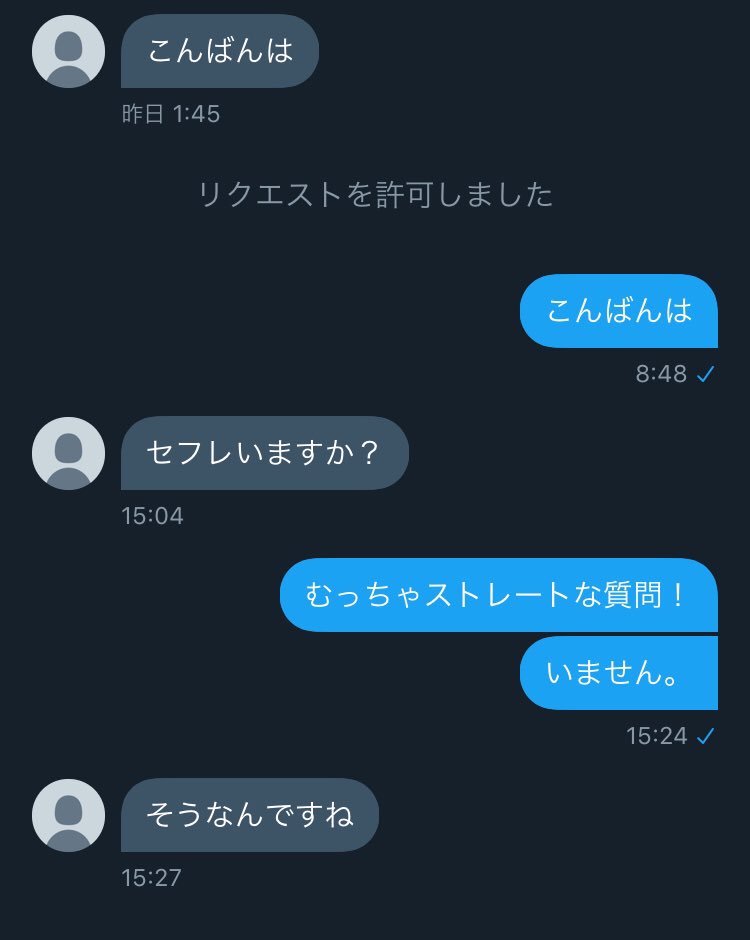 こんばんは
昨日 1:45
リクエストを許可しました
こんばんは
8:48
セフレいますか？
15:04
むっちゃストレートな質問！
いません。
15:24
そうなんですね
15:27